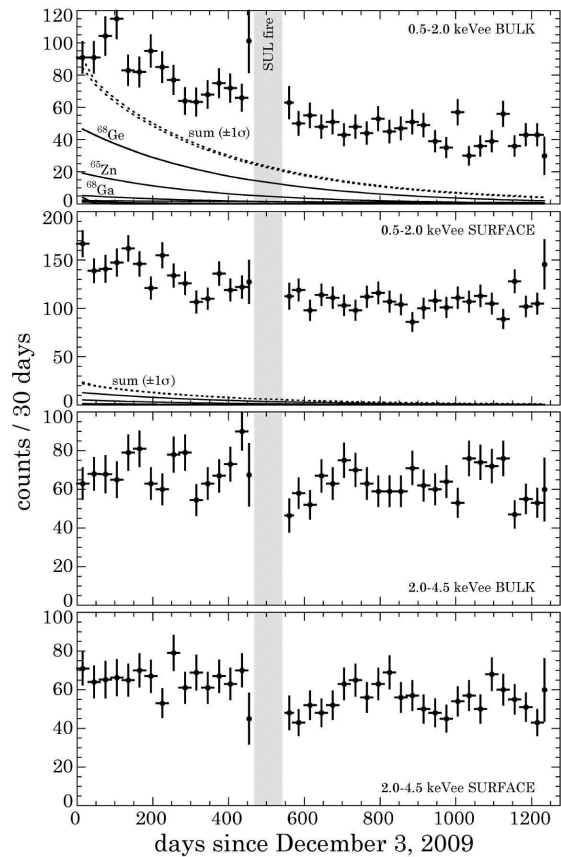 120
100
80
60
40
20
0
0.5-2.0 keVee BULK
SUL fire
sum (±1σ)
⁶⁸Ge
⁶⁵Zn
⁶⁸Ga
200
150
100
50
0
0.5-2.0 keVee SURFACE
sum (±1σ)
counts / 30 days
100
80
60
40
20
0
2.0-4.5 keVee BULK
100
80
60
40
20
0
2.0-4.5 keVee SURFACE
0 200 400 600 800 1000 1200
days since December 3, 2009